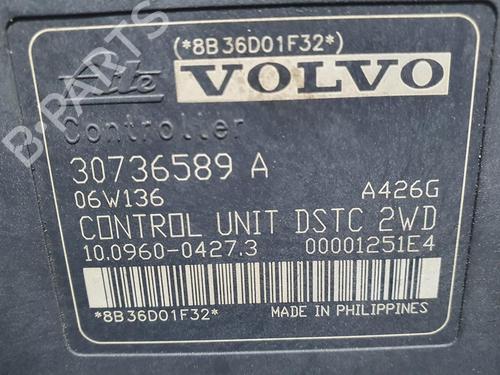 (*8B36D01F32*)
Ate VOLVO
Controller
30736589 A
06W136 A426G
CONTROL UNIT DSTC 2WD
10.0960-0427.3 00001251E4
*8B36D01F32* MADE IN PHILIPPINES
B-PARTS